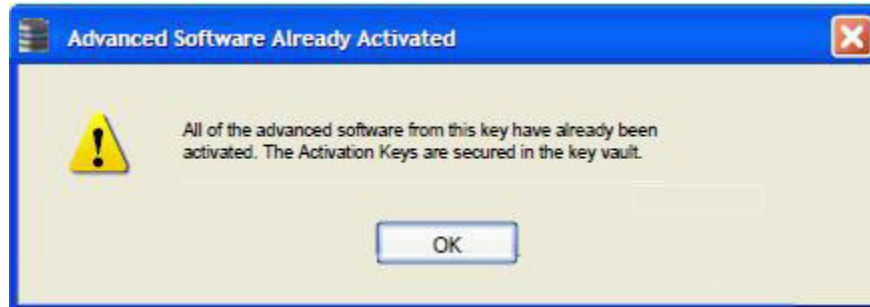 Advanced Software Already Activated
All of the advanced software from this key have already been
activated. The Activation Keys are secured in the key vault.
OK